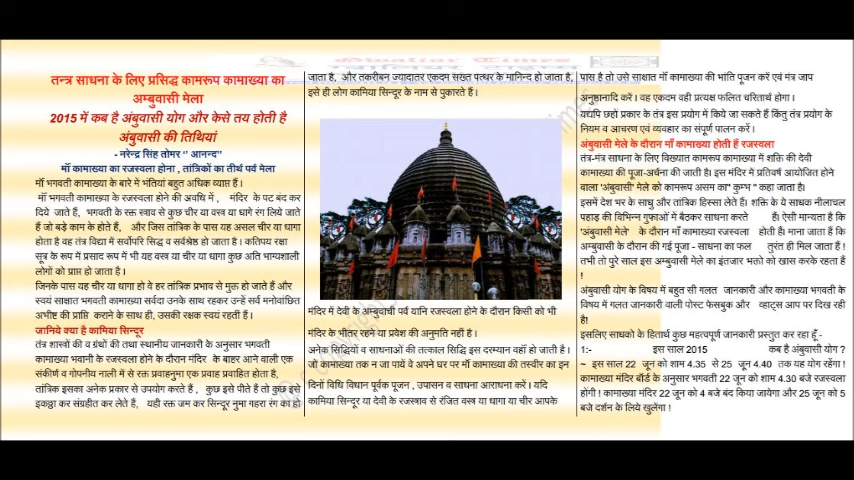 तन्त्र साधना के लिए प्रसिद्ध कामरूप कामाख्या का
अम्बुवासी मेला
2015 में कब है अंबुवासी योग और केसे तय होती है
अंबुवासी की तिथियां
- नरेन्द्र सिंह तोमर ‘’ आनन्द’’
मॉं कामाख्या का रजस्वला होना , तांत्रिकों का तीर्थ पर्व मेला
मॉं भगवती कामाख्या के बारे में भंतियां बहुत अधिक व्याप्त हैं ।
मॉं भगवती कामाख्या के रजस्वला होने की अवधि में , मंदिर के पट बंद कर
दिये जाते हैं, भगवती के रक्त स्त्राव से कुछ चीर या वस्त्र या धागे रंग लिये जाते
हैं जो बड़े काम के होते हैं, और जिस तांत्रिक के पास यह असल चीर या धागा
होता है वह तंत्र विद्या में सर्वोपरि सिद्ध व सर्वश्रेष्ठ हो जाता है । कतिपय रक्षा
सूत्र के रूप में प्रसाद रूप में भी यह वस्त्र या चीर या धागा कुछ अति भाग्यशाली
लोगों को प्राप्त हो जाता है ।
जिनके पास यह चीर या धागा हो वे हर तांत्रिक प्रभाव से मुक्त हो जाते हैं और
स्वयं साक्षात भगवती कामाख्या सर्वदा उनके साथ रहकर उन्हें सर्व मनोवांछित
अभीष्ट की प्राप्ति कराने के साथ ही, उसकी रक्षक स्वयं रहतीं हैं ।
जानिये क्या है कामिया सिन्दूर
तंत्र शास्त्रों की व ग्रंथों की तथा स्थानीय जानकारी के अनुसार भगवती
कामाख्या भवानी के रजस्वला होने के दौरान मंदिर के बाहर आने वाली एक
संकीर्ण व गोपनीय नाली में से रक्त प्रवाहनुमा एक प्रवाह प्रवाहित होता है,
तांत्रिक इसका अनेक प्रकार से उपयोग करते हैं , कुछ इसे पीते हैं तो कुछ इसे
इकठ्ठा कर संग्रहीत कर लेते हैं, यही रक्त जम कर सिन्दूर नुमा गहरा रंग का हो
जाता है, और तकरीबन ज्यादातर एकदम सख्त पत्थर के मानिन्द हो जाता है,
इसे ही लोग कामिया सिन्दूर के नाम से पुकारते हैं ।
मंदिर में देवी के अम्बुवाची पर्व यानि रजस्वला होने के दौरान किसी को भी
मंदिर के भीतर रहने या प्रवेश की अनुमति नहीं है ।
अनेक सिद्धियों व साधनाओं की तत्काल सिद्धि इस दरम्यान वहॉं हो जाती है ।
जो कामाख्या तक न जा पायें वे अपने घर पर मॉं कामाख्या की तस्वीर का इन
दिनों विधि विधान पूर्वक पूजन , उपासन व साधना आराधना करें । यदि
कामिया सिन्दूर या देवी के रजस्त्राव से रंजित वस्त्र या धागा या चीर आपके
पास है तो उसे साक्षात मॉं कामाख्या की भांति पूजन करें एवं मंत्र जाप
अनुष्ठानादि करें । वह एकदम वही प्रत्यक्ष फलित चरितार्थ होगा ।
यद्यपि छहों प्रकार के तंत्र इस प्रयोग में किये जा सकते हैं किंतु तंत्र प्रयोग के
नियम व आचरण एवं व्यवहार का संपूर्ण पालन करें ।
अंबुवासी मेले के दौरान माँ कामाख्या होती हैं रजस्वला
तंत्र-मन्त्र साधना के लिए विख्यात कामरूप कामाख्या में शक्ति की देवी
कामाख्या की पूजा-अर्चना की जाती है। इस मंदिर में प्रतिवर्ष आयोजित होने
वाला 'अंबुवासी' मेले को कामरूप असम का" कुम्भ " कहा जाता है।
इसमें देश भर के साधु और तांत्रिक हिस्सा लेते हैं। शक्ति के ये साधक नीलाचल
पहाड़ की विभिन्न गुफाओं में बैठकर साधना करते हैं। ऐसी मान्यता है कि
'अंबुवासी मेले' के दौरान माँ कामाख्या रजस्वला होती हैं। माना जाता हैं कि
अम्बुवासी के दौरान की गई पूजा - साधना का फल तुरंत ही मिल जाता हैं !
तभी तो पुरे साल इस अम्बुवासी मेले का इंतजार भक्तो को खास करके रहता हैं
!
अंबुवासी योग के विषय में बहुत सी गलत जानकारी और कामाख्या भगवती के
विषय में गलत जानकारी वाली पोस्ट फेसबुक और व्हाट्स आप पर दिख रही
है!
इसलिए साधको के हितार्थ कुछ महत्वपूर्ण जानकारी प्रस्तुत कर रहा हूँ -
1:- इस साल 2015 कब है अंबुवासी योग ?
~ इस साल 22 जून को शाम 4.35 से 25 जून 4.40 तक यह योग रहेंगा !
कामाख्या मंदिर बॉर्ड के अनुसार भगवती 22 जून को शाम 4.30 बजे रजस्वला
होंगी ! कामाख्या मंदिर 22 जून को 4 बजे बंद किया जायेगा और 25 जून को 5
बजे दर्शन के लिये खुलेंगा !